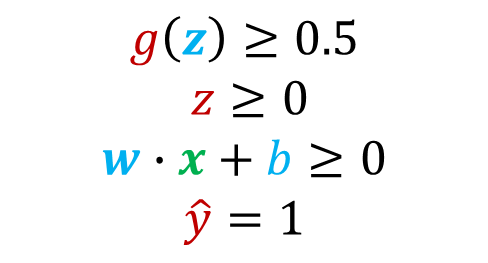 g(z) ≥ 0.5
z ≥ 0
w · x + b ≥ 0
ŷ = 1